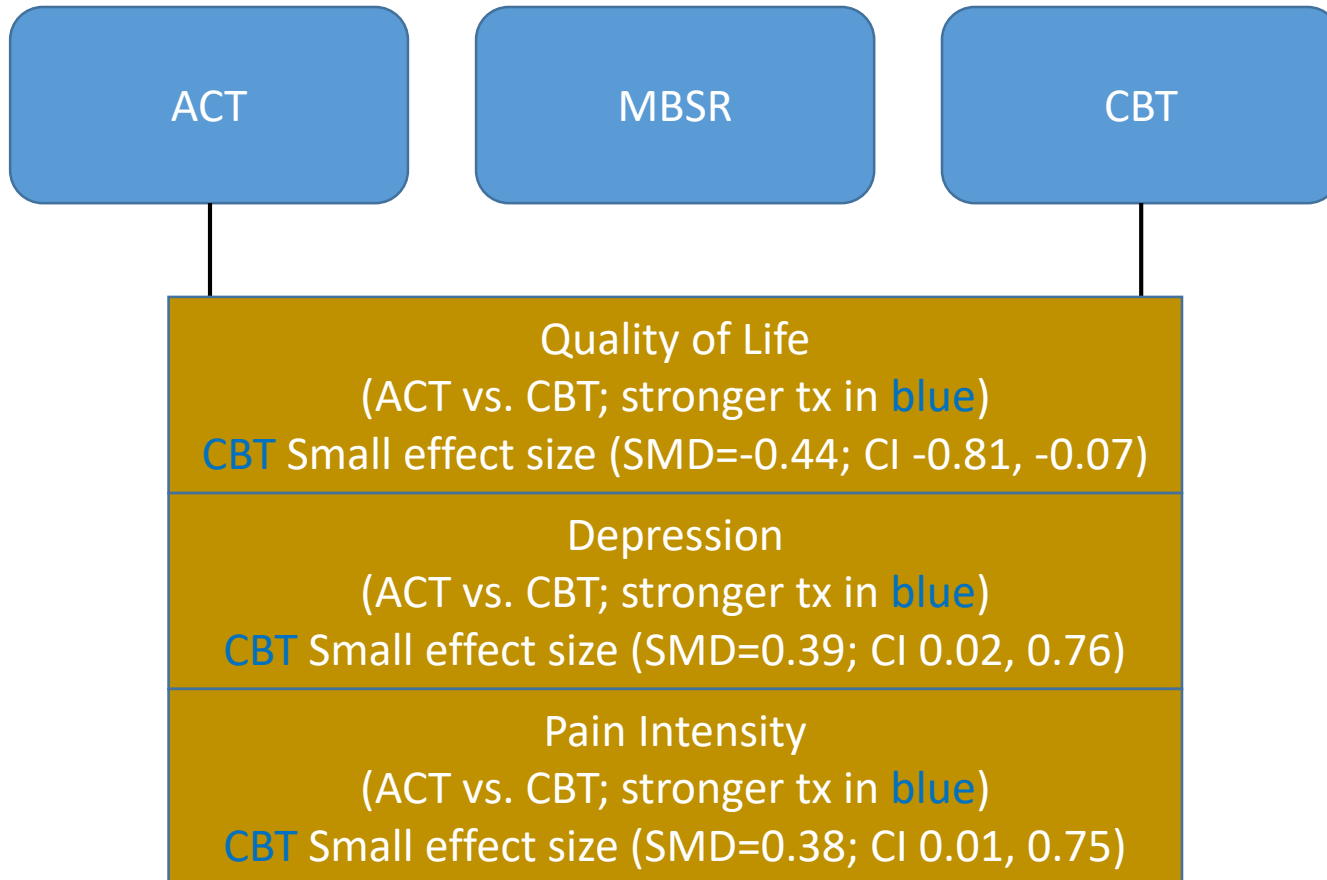 ACT
MBSR
CBT
Quality of Life
(ACT vs. CBT; stronger tx in blue)
CBT Small effect size (SMD=-0.44; CI -0.81, -0.07)
Depression
(ACT vs. CBT; stronger tx in blue)
CBT Small effect size (SMD=0.39; CI 0.02, 0.76)
Pain Intensity
(ACT vs. CBT; stronger tx in blue)
CBT Small effect size (SMD=0.38; CI 0.01, 0.75)